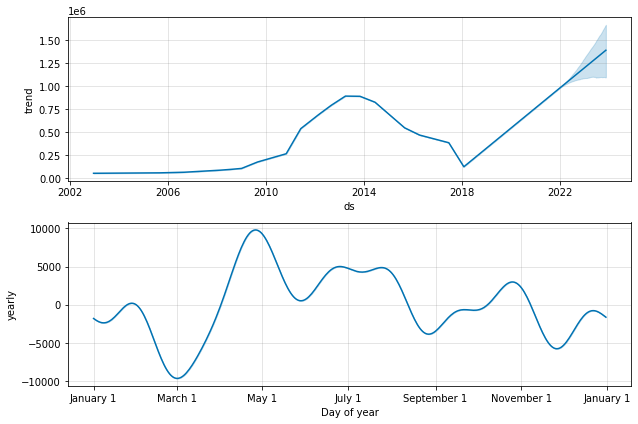 1e6
1.50
1.25
1.00
0.75
0.50
0.25
0.00
trend
2002 2006 2010 2014 2018 2022
ds
10000
5000
0
−5000
−10000
yearly
January 1 March 1 May 1 July 1 September 1 November 1 January 1
Day of year